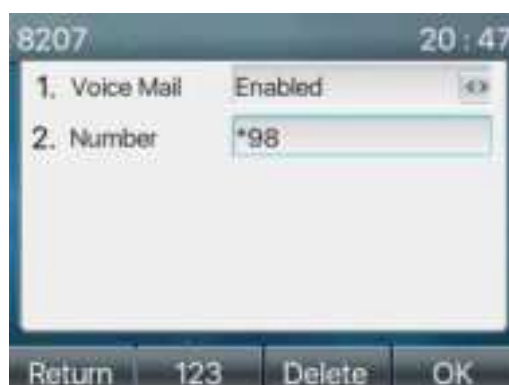 8207 20:47
1. Voice Mail Enabled
2. Number *98
Return 123 Delete OK